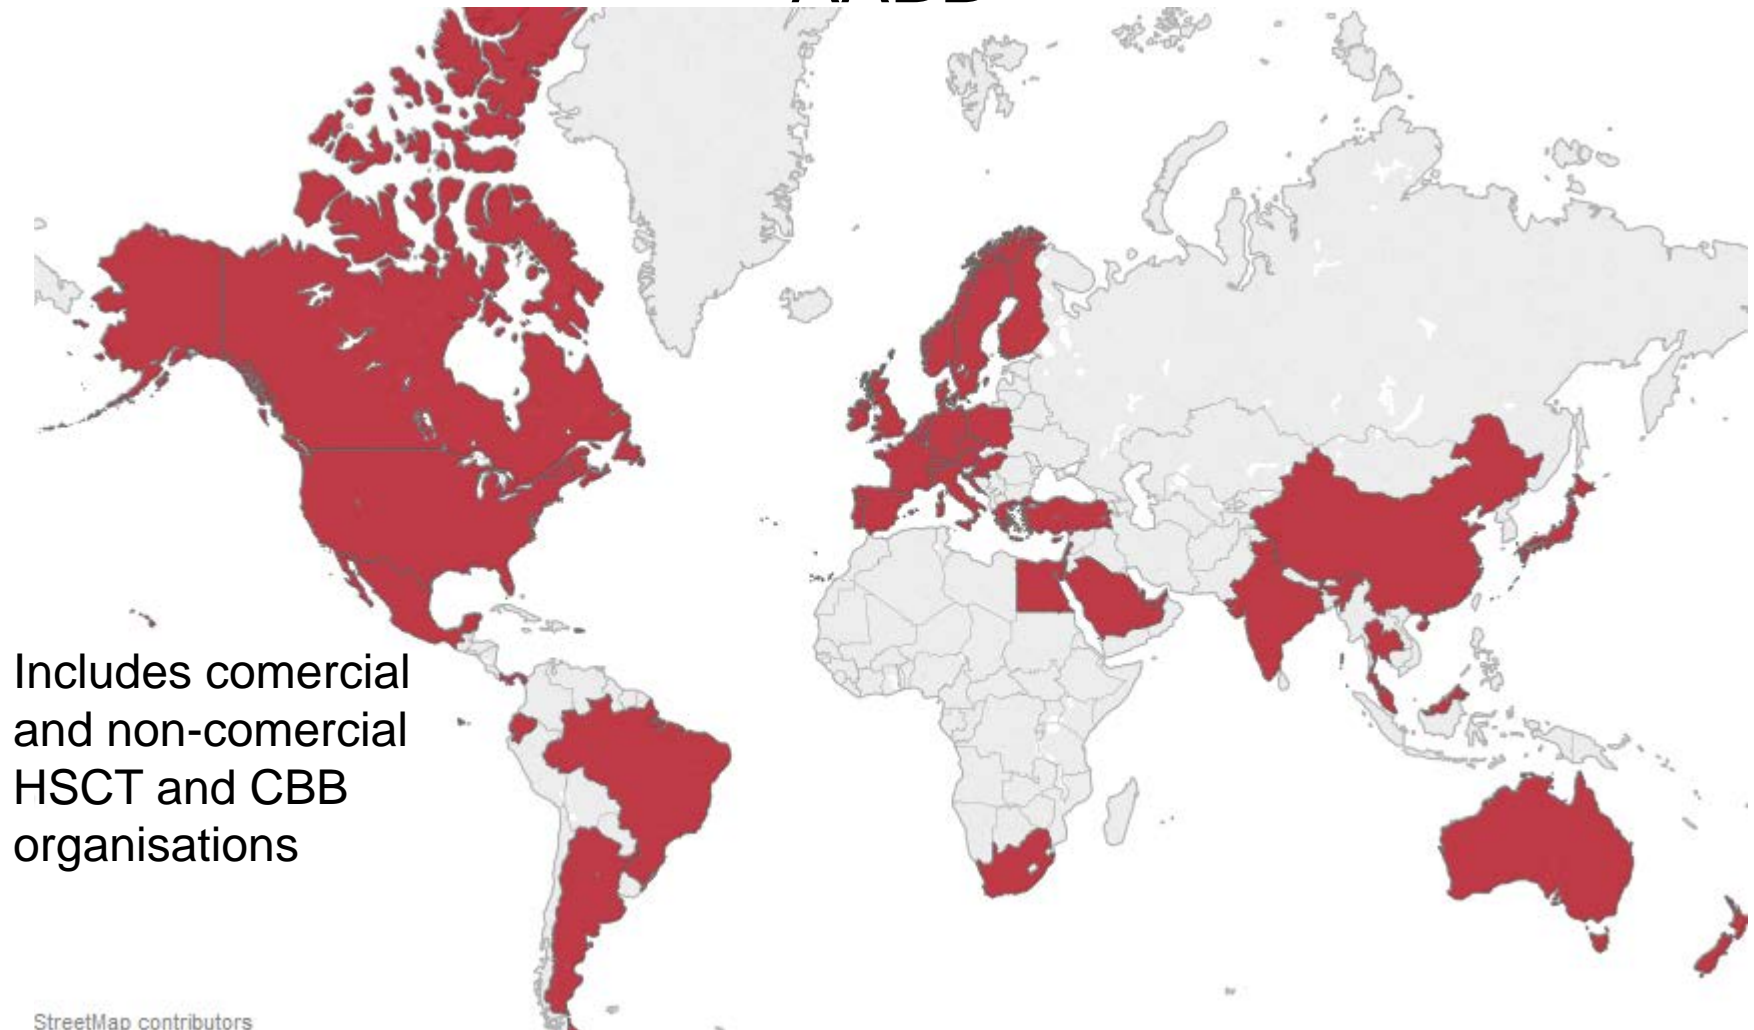 Includes comercial
and non-comercial
HSCT and CBB
organisations
StreetMap contributors